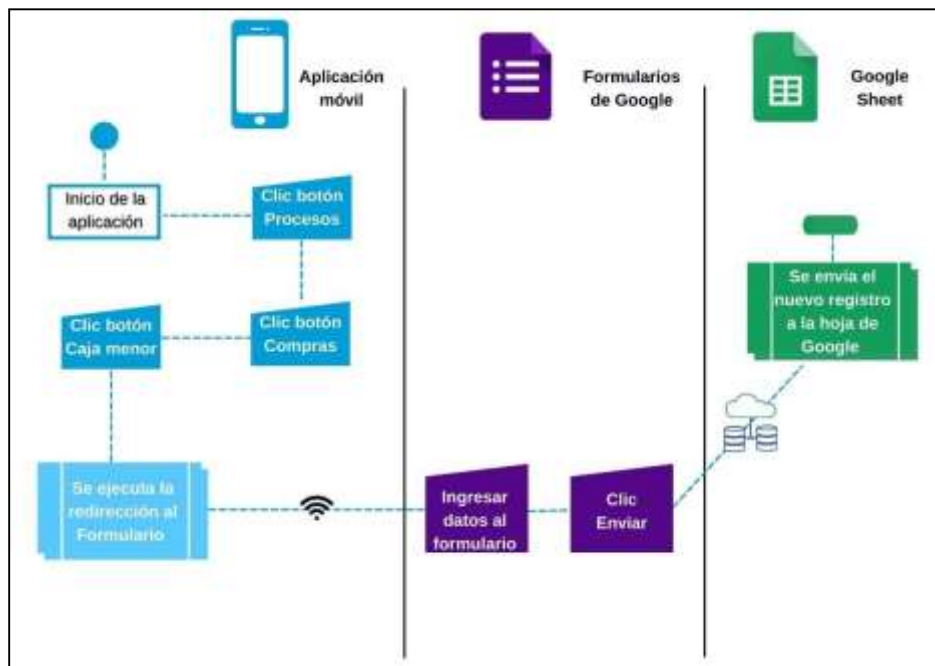 Aplicación
móvil
Formularios
de Google
Google
Sheet
Inicio de la
aplicación
Clic botón
Procesos
Clic botón
Caja menor
Clic botón
Compras
Se envía el
nuevo registro
a la hoja de
Google
Se ejecuta la
redirección al
Formulario
Ingresar
datos al
formulario
Clic
Enviar